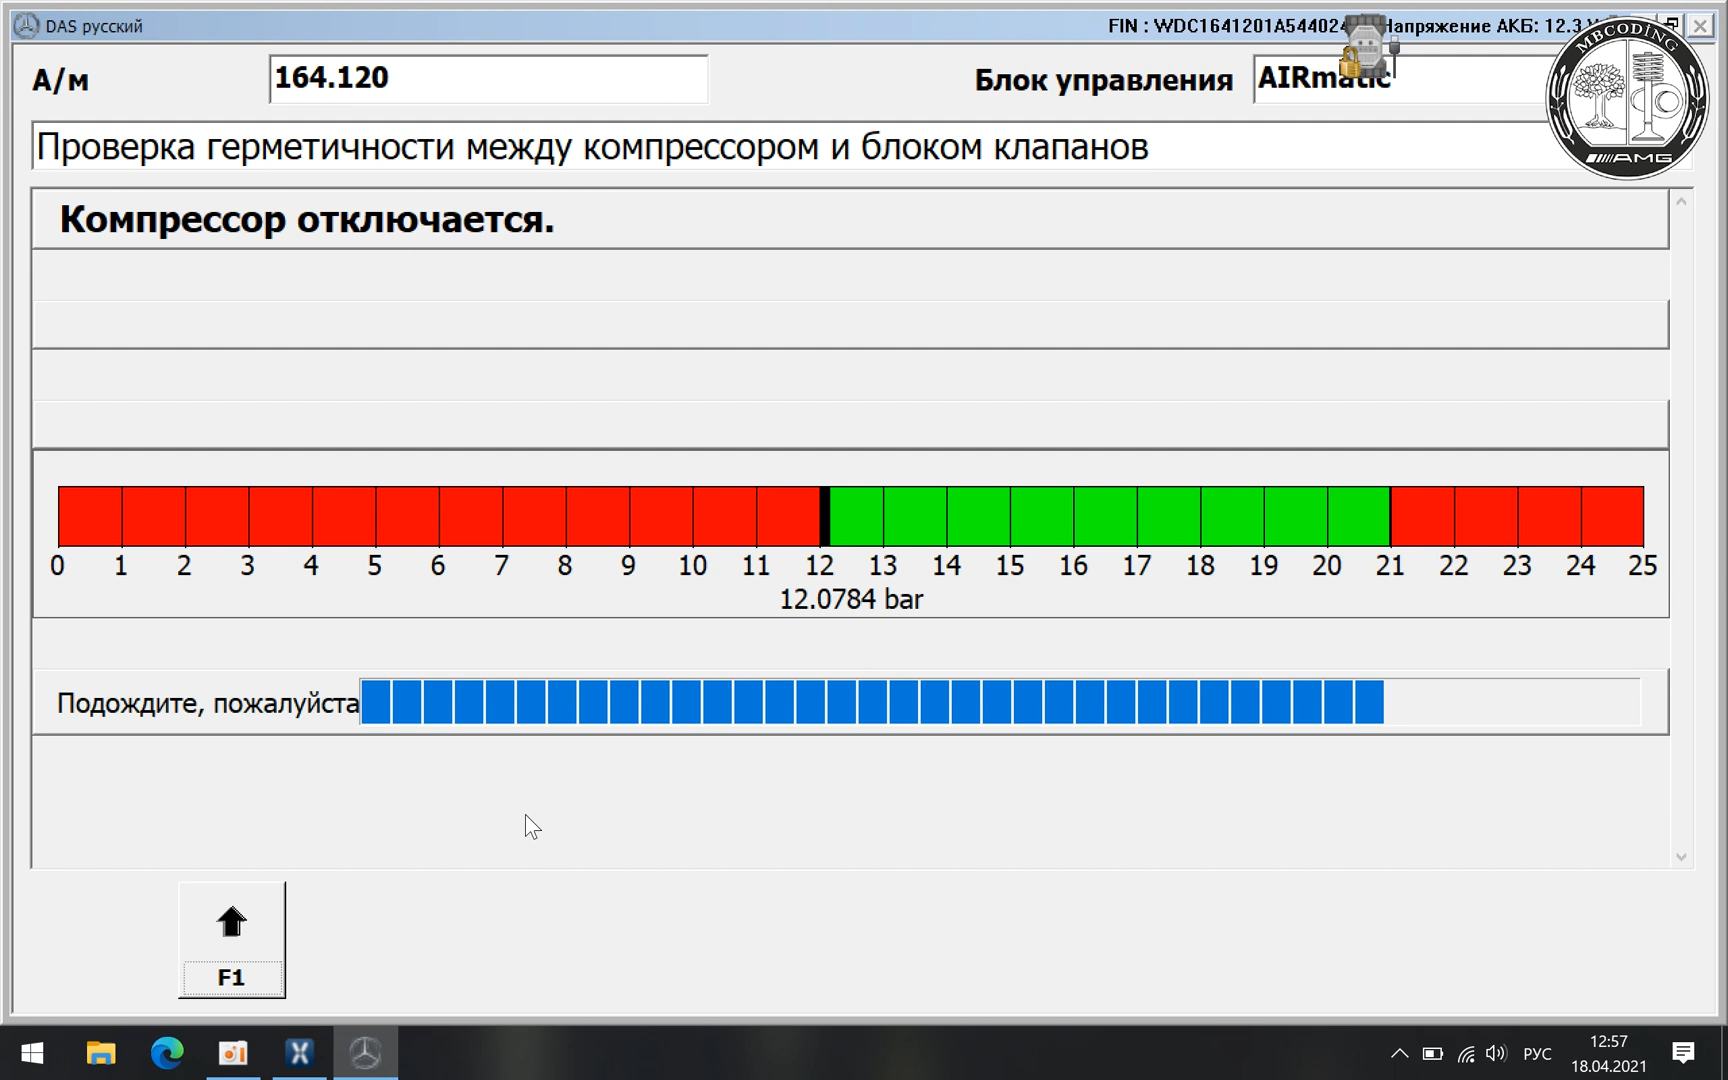 DAS русский
FIN : WDC1641201A544024
Напряжение АКБ: 12.3
А/м
164.120
Блок управления
AIRmatic
MBCODING
AMG
Проверка герметичности между компрессором и блоком клапанов
Компрессор отключается.
0 1 2 3 4 5 6 7 8 9 10 11 12 13 14 15 16 17 18 19 20 21 22 23 24 25
12.0784 bar
Подождите, пожалуйста
F1
РУС
12:57
18.04.2021